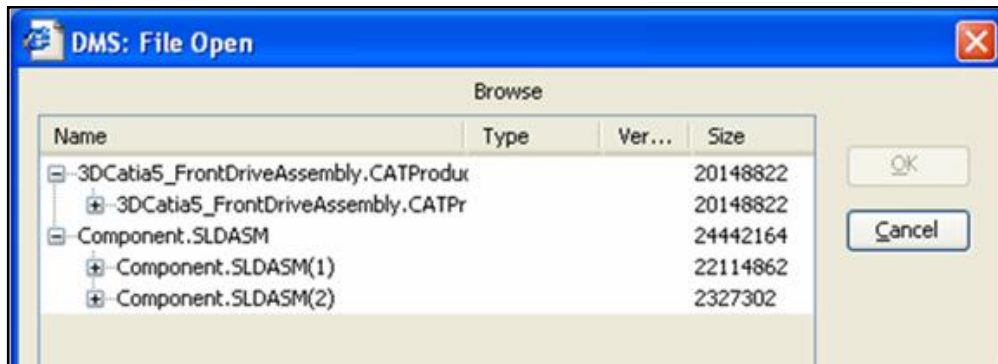 DMS: File Open
Browse
Name Type Ver... Size
3DCatia5_FrontDriveAssembly.CATProduc 20148822
3DCatia5_FrontDriveAssembly.CATPr 20148822
Component.SLDASM 24442164
Component.SLDASM(1) 22114862
Component.SLDASM(2) 2327302
OK
Cancel